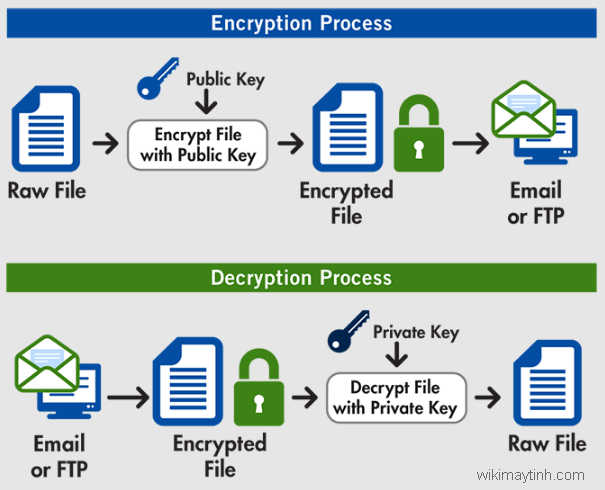 Encryption Process
Public Key
Encrypt File
with Public Key
Raw File
Encrypted
File
Email
or FTP
Decryption Process
Private Key
Decrypt File
with Private Key
Email
or FTP
Encrypted
File
Raw File
wikimaytinh.com